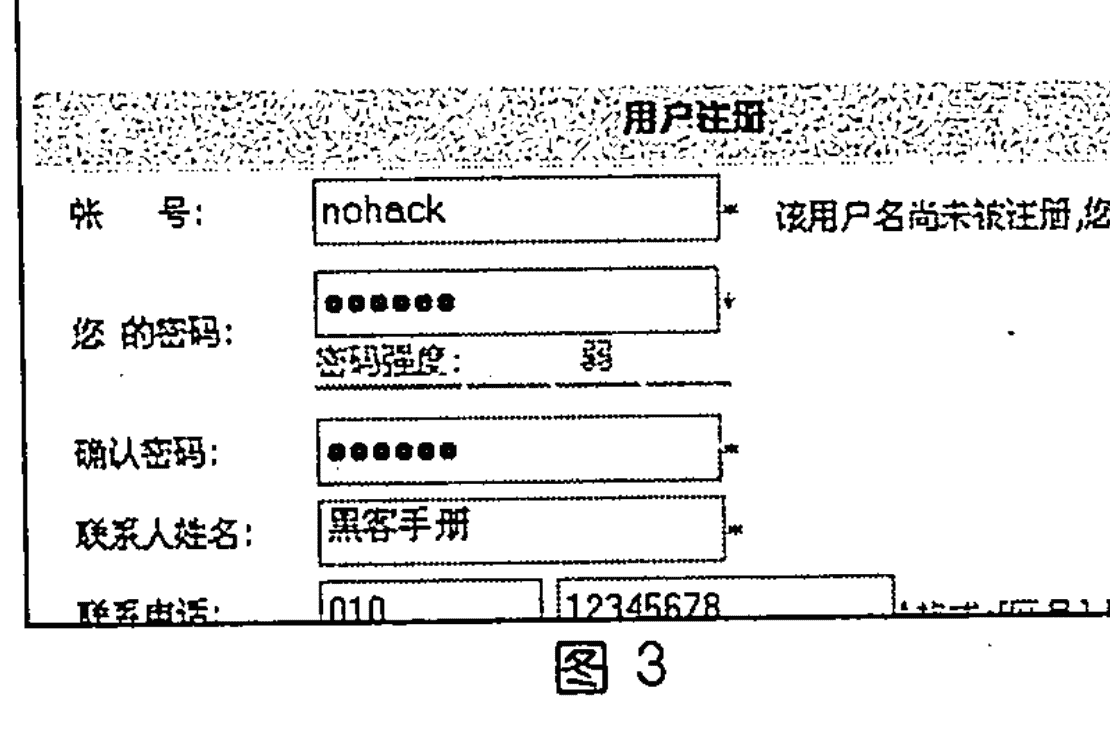 用户注册
帐 号: nohack * 该用户名尚未被注册,您
您 的密码: ●●●●●● *
密码强度: 弱
确认密码: ●●●●●● *
联系人姓名: 黑客手册 *
联系电话: 010 12345678
图 3